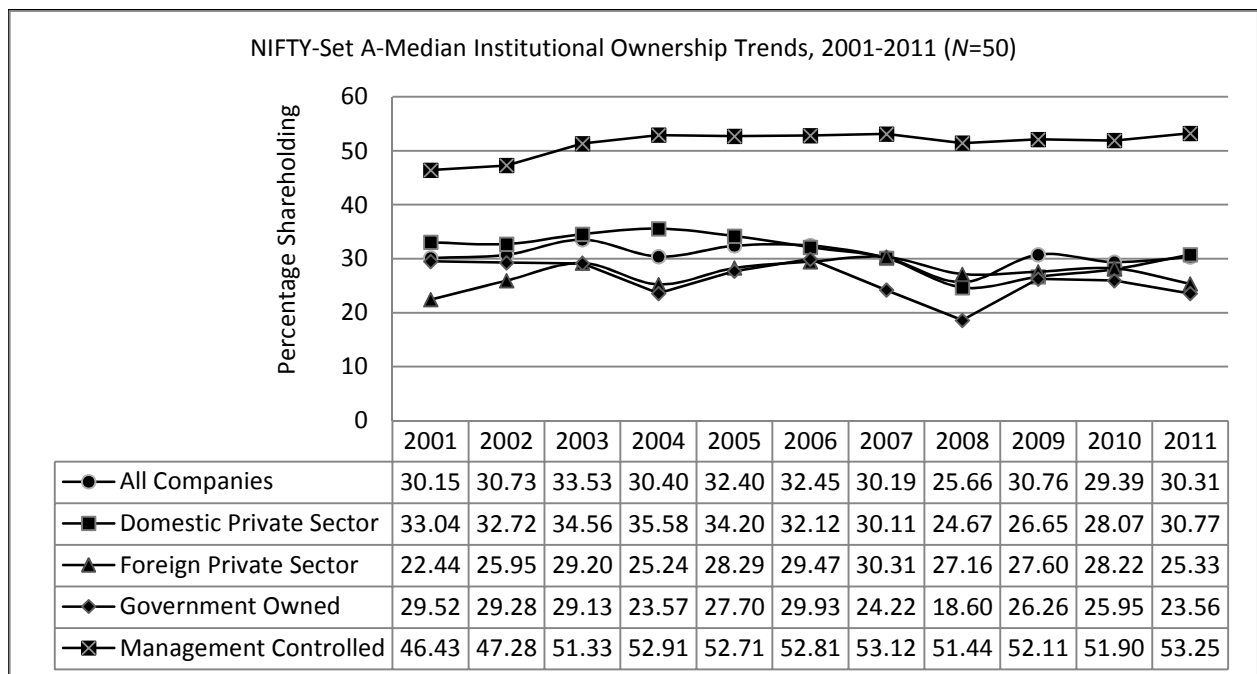 NIFTY-Set A-Median Institutional Ownership Trends, 2001-2011 (N=50)
Percentage Shareholding
60
50
40
30
20
10
0
2001 2002 2003 2004 2005 2006 2007 2008 2009 2010 2011
All Companies 30.15 30.73 33.53 30.40 32.40 32.45 30.19 25.66 30.76 29.39 30.31
Domestic Private Sector 33.04 32.72 34.56 35.58 34.20 32.12 30.11 24.67 26.65 28.07 30.77
Foreign Private Sector 22.44 25.95 29.20 25.24 28.29 29.47 30.31 27.16 27.60 28.22 25.33
Government Owned 29.52 29.28 29.13 23.57 27.70 29.93 24.22 18.60 26.26 25.95 23.56
Management Controlled 46.43 47.28 51.33 52.91 52.71 52.81 53.12 51.44 52.11 51.90 53.25